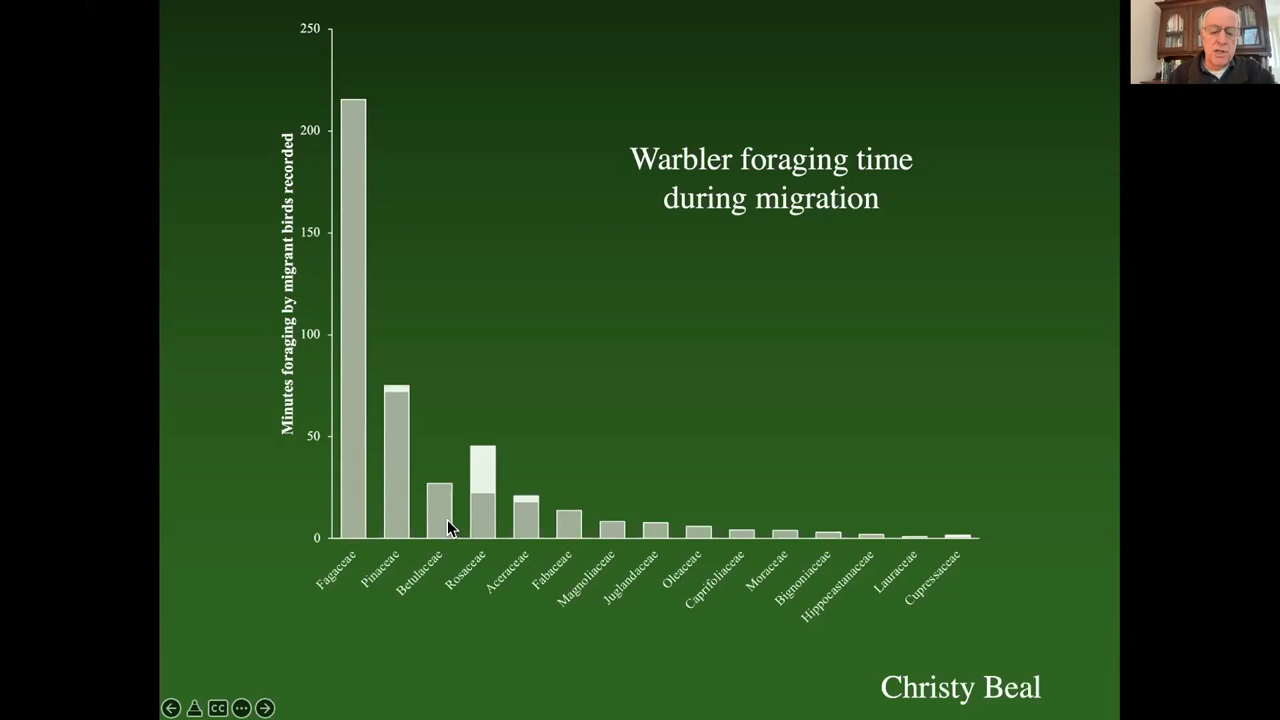 250
200
150
100
50
0
Minutes foraging by migrant birds recorded
Warbler foraging time
during migration
Fagaceae
Pinaceae
Betulaceae
Rosaceae
Aceraceae
Fabaceae
Magnoliaceae
Juglandaceae
Oleaceae
Caprifoliaceae
Moraceae
Bignoniaceae
Hippocastanaceae
Lauraceae
Cupressaceae
Christy Beal
CC